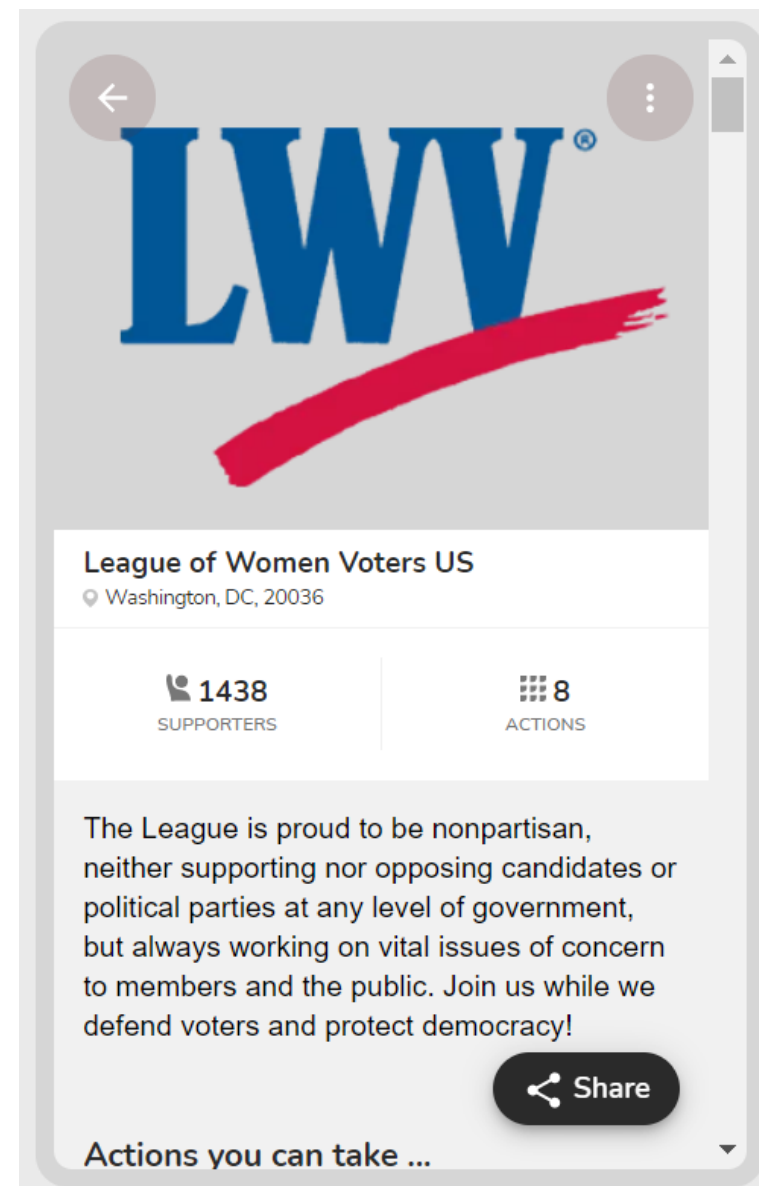 LWV®
League of Women Voters US
Washington, DC, 20036
1438
SUPPORTERS
8
ACTIONS
The League is proud to be nonpartisan,
neither supporting nor opposing candidates or
political parties at any level of government,
but always working on vital issues of concern
to members and the public. Join us while we
defend voters and protect democracy!
Share
Actions you can take ...